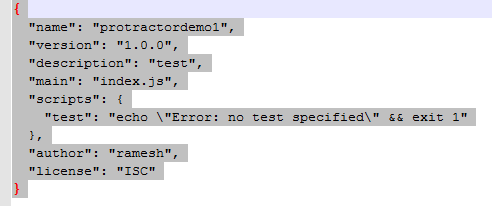 {
"name": "protractordemo1",
"version": "1.0.0",
"description": "test",
"main": "index.js",
"scripts": {
"test": "echo \"Error: no test specified\" && exit 1"
},
"author": "ramesh",
"license": "ISC"
}